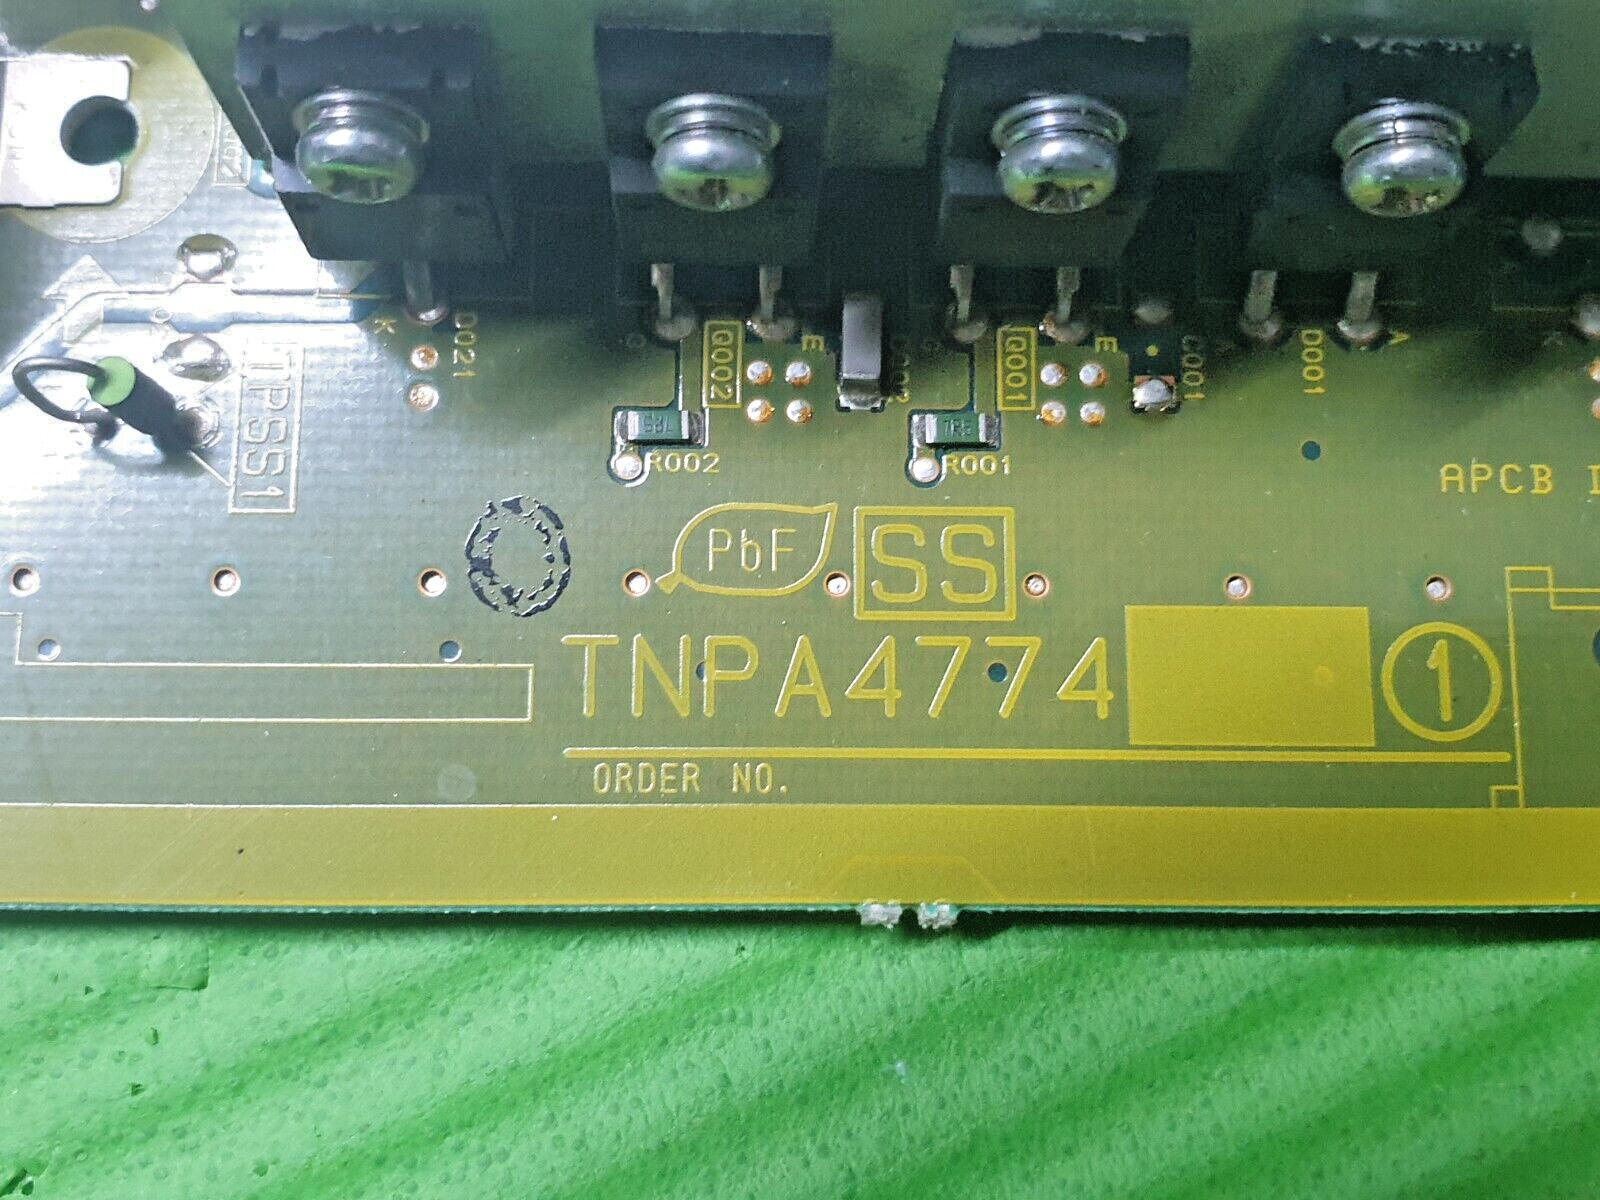 K
D021
TPSS1
Q002
E
Q001
E
C001
D001
A
K
R002
R001
APCB
PbF
SS
TNPA4774
1
ORDER NO.